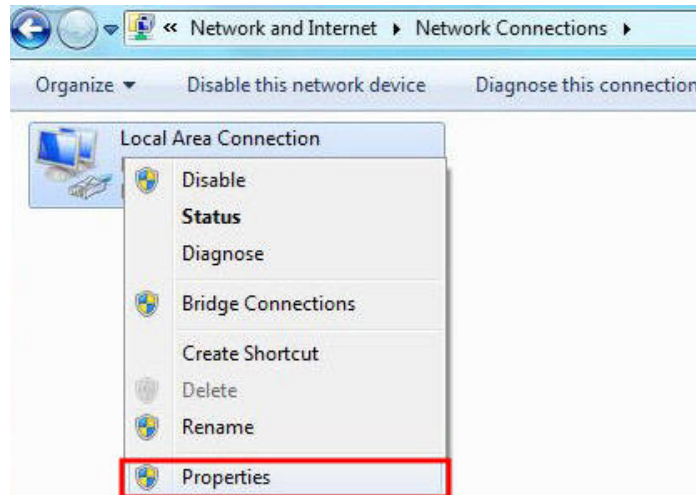 « Network and Internet ▸ Network Connections ▸
Organize ▾ Disable this network device Diagnose this connection
Local Area Connection
Disable
Status
Diagnose
Bridge Connections
Create Shortcut
Delete
Rename
Properties